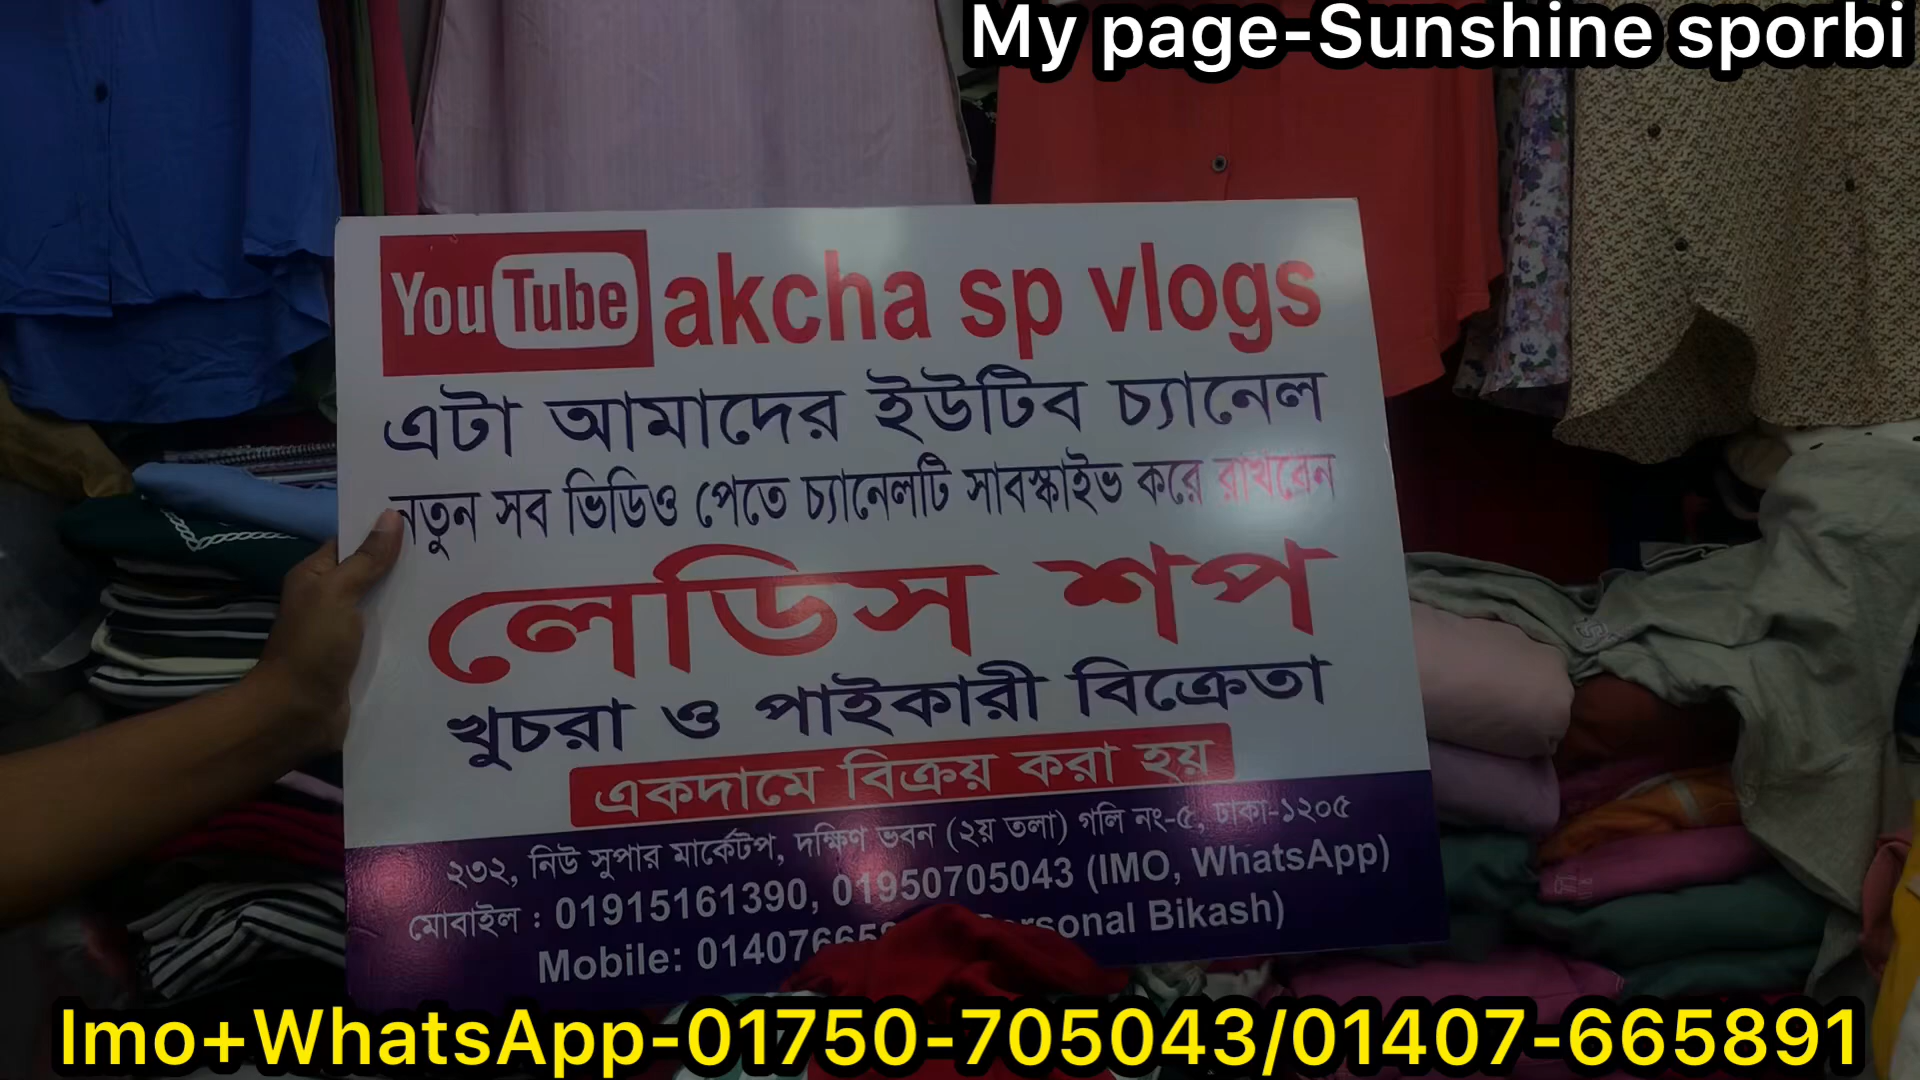 My page-Sunshine sporbi
YouTube akcha sp vlogs
এটা আমাদের ইউটিব চ্যানেল
নতুন সব ভিডিও পেতে চ্যানেলটি সাবস্কাইভ করে রাখবেন
লেডিস শপ
খুচরা ও পাইকারী বিক্রেতা
একদামে বিক্রয় করা হয়
২৩২, নিউ সুপার মার্কেটপ, দক্ষিণ ভবন (২য় তলা) গলি নং-৫, ঢাকা-১২০৫
মোবাইল : 01915161390, 01950705043 (IMO, WhatsApp)
Mobile: Bikash)
Imo+WhatsApp-01750-705043/01407-665891